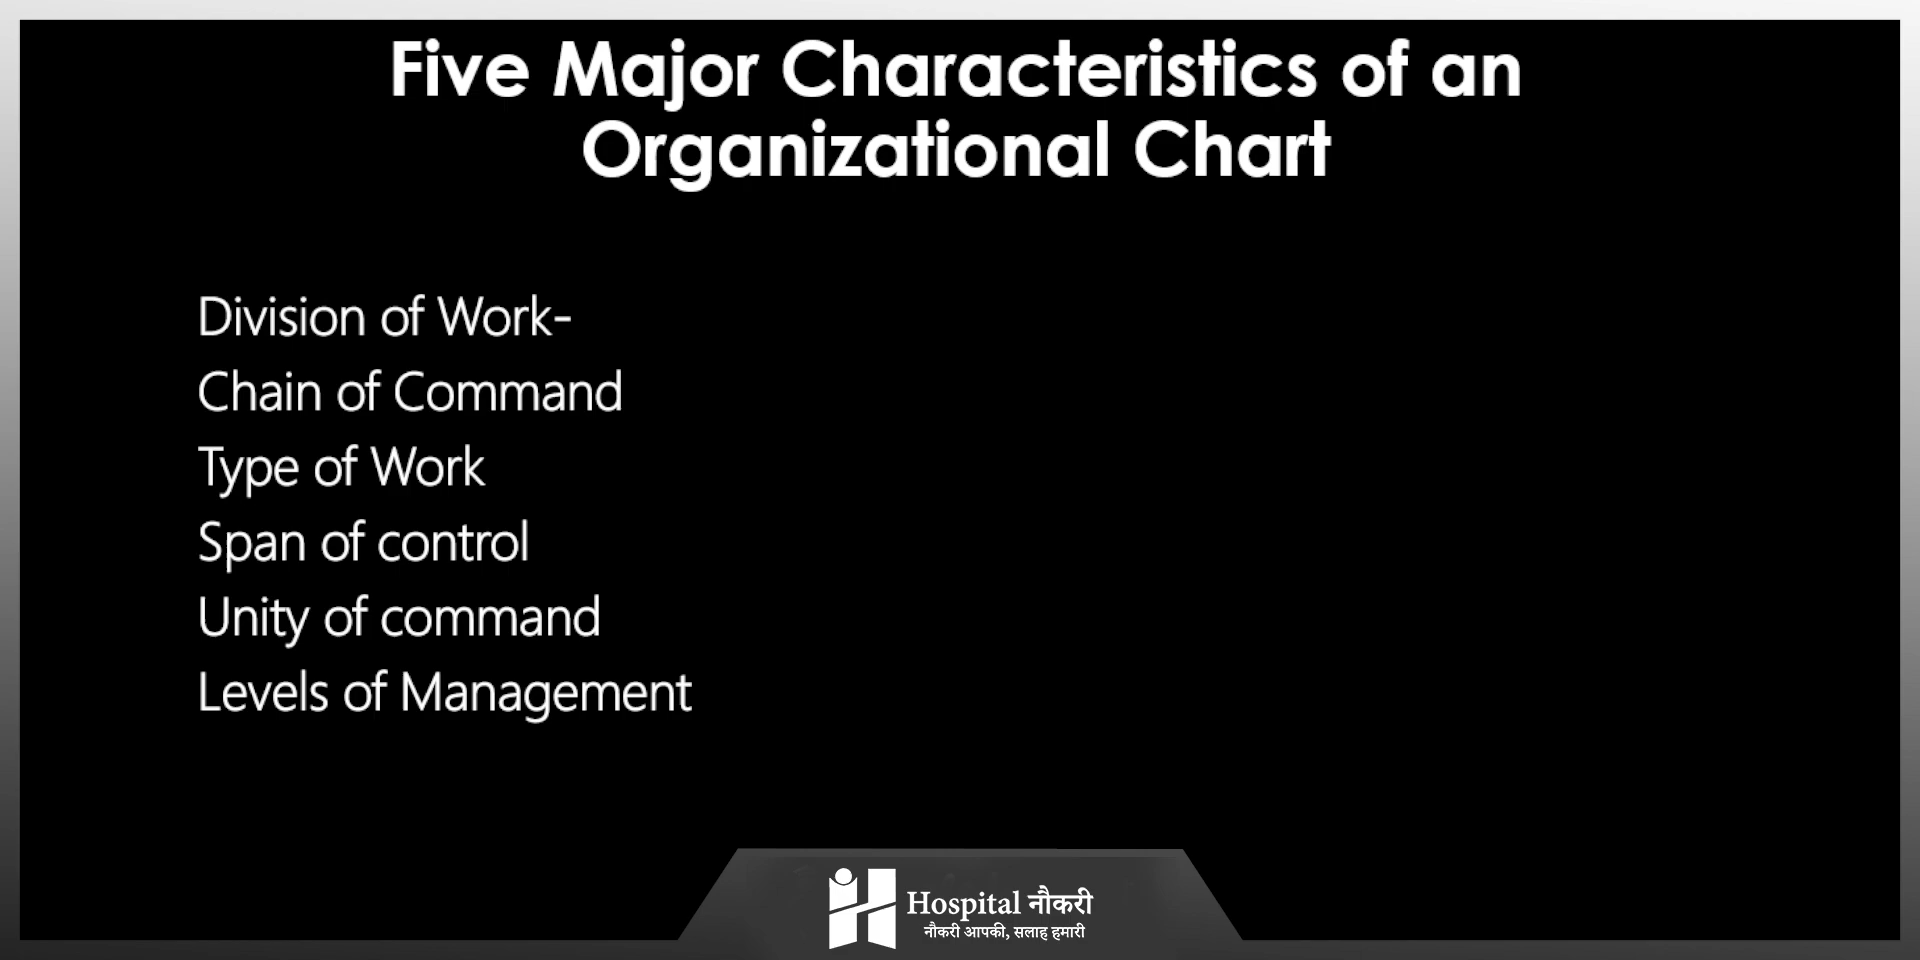 Five Major Characteristics of an
Organizational Chart
Division of Work-
Chain of Command
Type of Work
Span of control
Unity of command
Levels of Management
Hospital नौकरी
नौकरी आपकी, सलाह हमारी